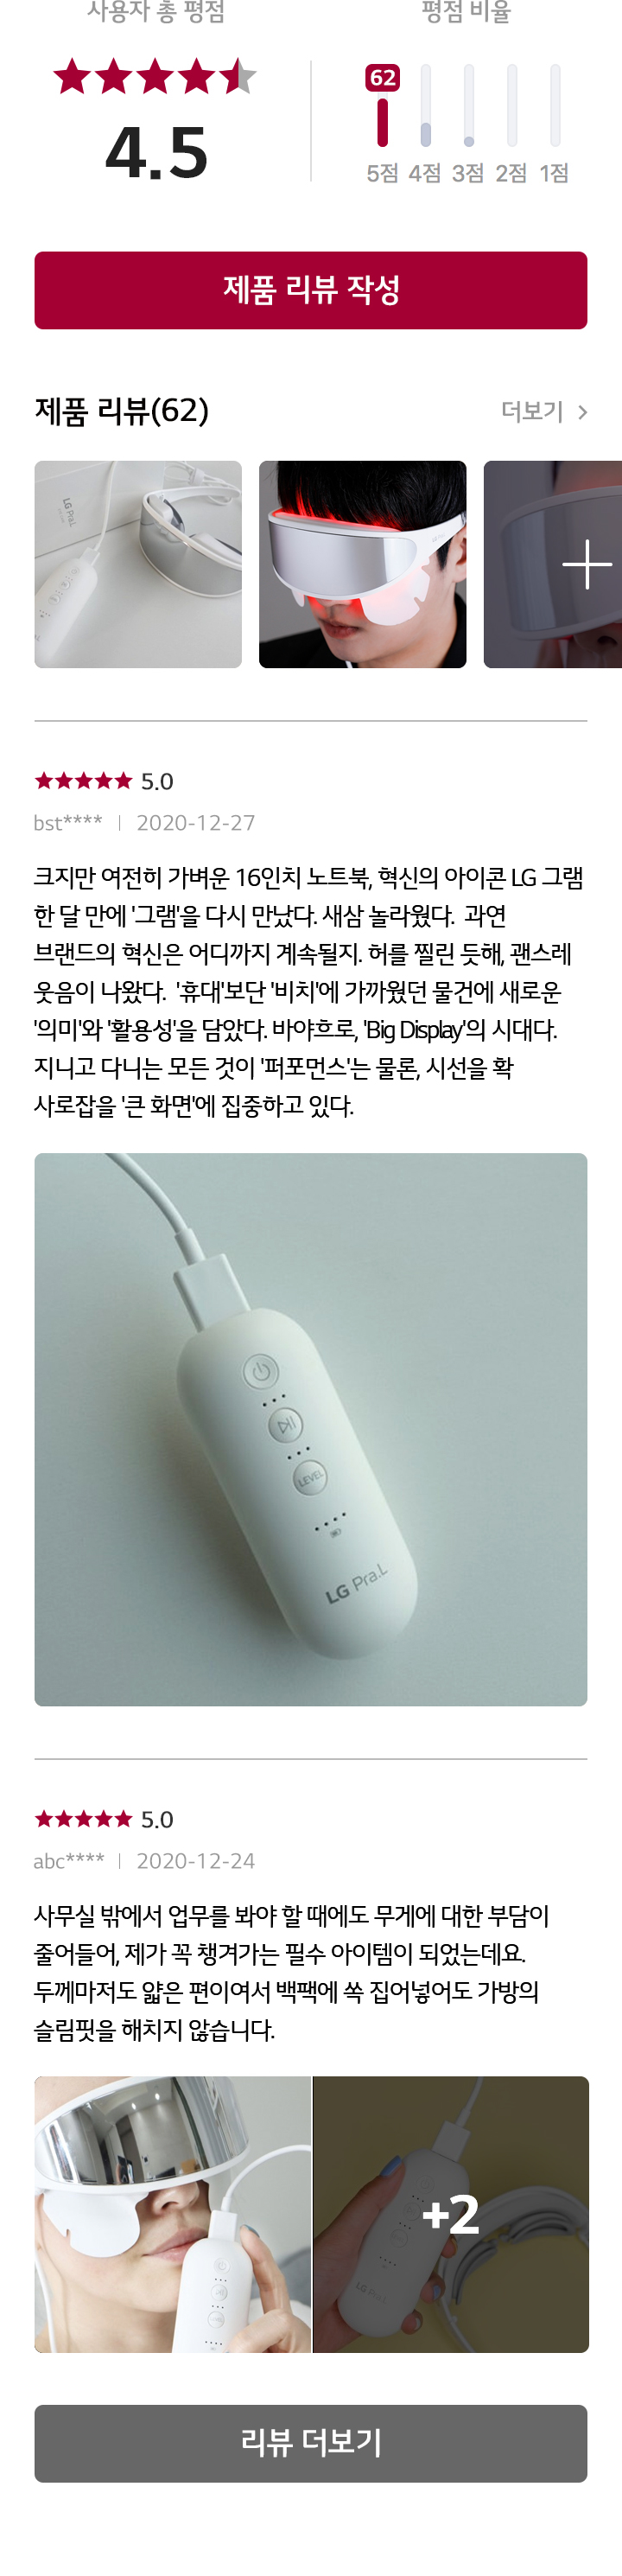 사용자 총 평점
평점 비율
62
4.5
5점 4점 3점 2점 1점
제품 리뷰 작성
제품 리뷰(62)
더보기
LG Pra.L
5.0
bst**** | 2020-12-27
크지만 여전히 가벼운 16인치 노트북, 혁신의 아이콘 LG 그램
한 달 만에 '그램'을 다시 만났다. 새삼 놀라웠다. 과연
브랜드의 혁신은 어디까지 계속될지. 허를 찔린 듯해, 괜스레
웃음이 나왔다. '휴대'보단 '비치'에 가까웠던 물건에 새로운
'의미'와 '활용성'을 담았다. 바야흐로, 'Big Display'의 시대다.
지니고 다니는 모든 것이 '퍼포먼스'는 물론, 시선을 확
사로잡을 '큰 화면'에 집중하고 있다.
LEVEL
LG Pra.L
5.0
abc**** | 2020-12-24
사무실 밖에서 업무를 봐야 할 때에도 무게에 대한 부담이
줄어들어, 제가 꼭 챙겨가는 필수 아이템이 되었는데요.
두께마저도 얇은 편이여서 백팩에 쏙 집어넣어도 가방의
슬림핏을 해치지 않습니다.
+2
LG Pra.L
리뷰 더보기